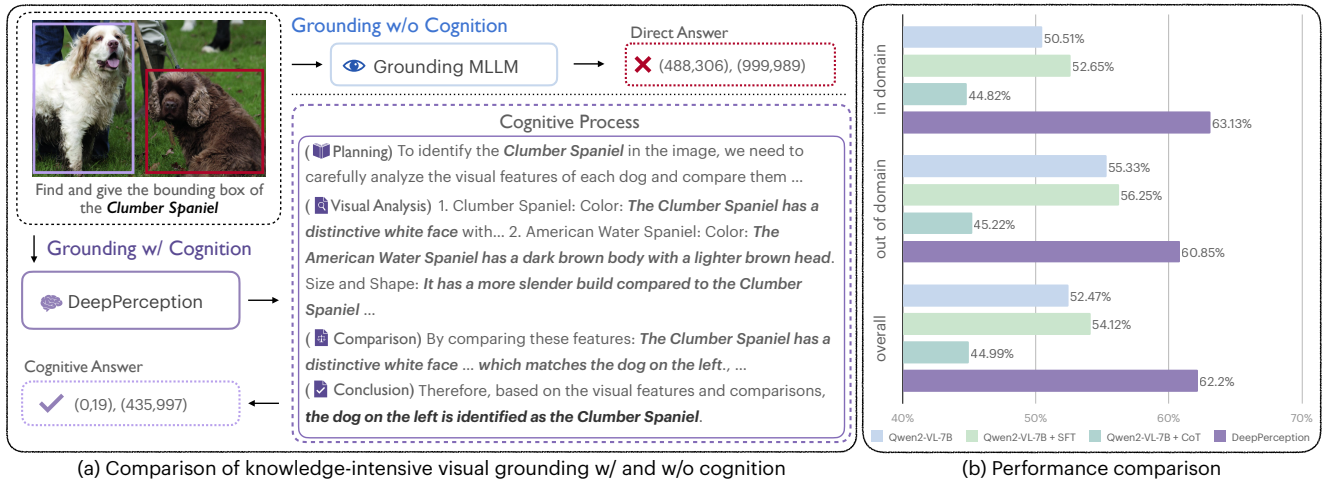 Find and give the bounding box of
the Clumber Spaniel
Grounding w/o Cognition
Grounding MLLM
Direct Answer
(488,306), (999,989)
Grounding w/ Cognition
DeepPerception
Cognitive Process
( Planning) To identify the Clumber Spaniel in the image, we need to
carefully analyze the visual features of each dog and compare them ...
( Visual Analysis) 1. Clumber Spaniel: Color: The Clumber Spaniel has a
distinctive white face with... 2. American Water Spaniel: Color: The
American Water Spaniel has a dark brown body with a lighter brown head.
Size and Shape: It has a more slender build compared to the Clumber
Spaniel ...
( Comparison) By comparing these features: The Clumber Spaniel has a
distinctive white face ... which matches the dog on the left., ...
( Conclusion) Therefore, based on the visual features and comparisons,
the dog on the left is identified as the Clumber Spaniel.
Cognitive Answer
(0,19), (435,997)
(a) Comparison of knowledge-intensive visual grounding w/ and w/o cognition
in domain
50.51%
52.65%
44.82%
63.13%
out of domain
55.33%
56.25%
45.22%
60.85%
overall
52.47%
54.12%
44.99%
62.2%
40% 50% 60% 70%
Qwen2-VL-7B Qwen2-VL-7B + SFT Qwen2-VL-7B + CoT DeepPerception
(b) Performance comparison